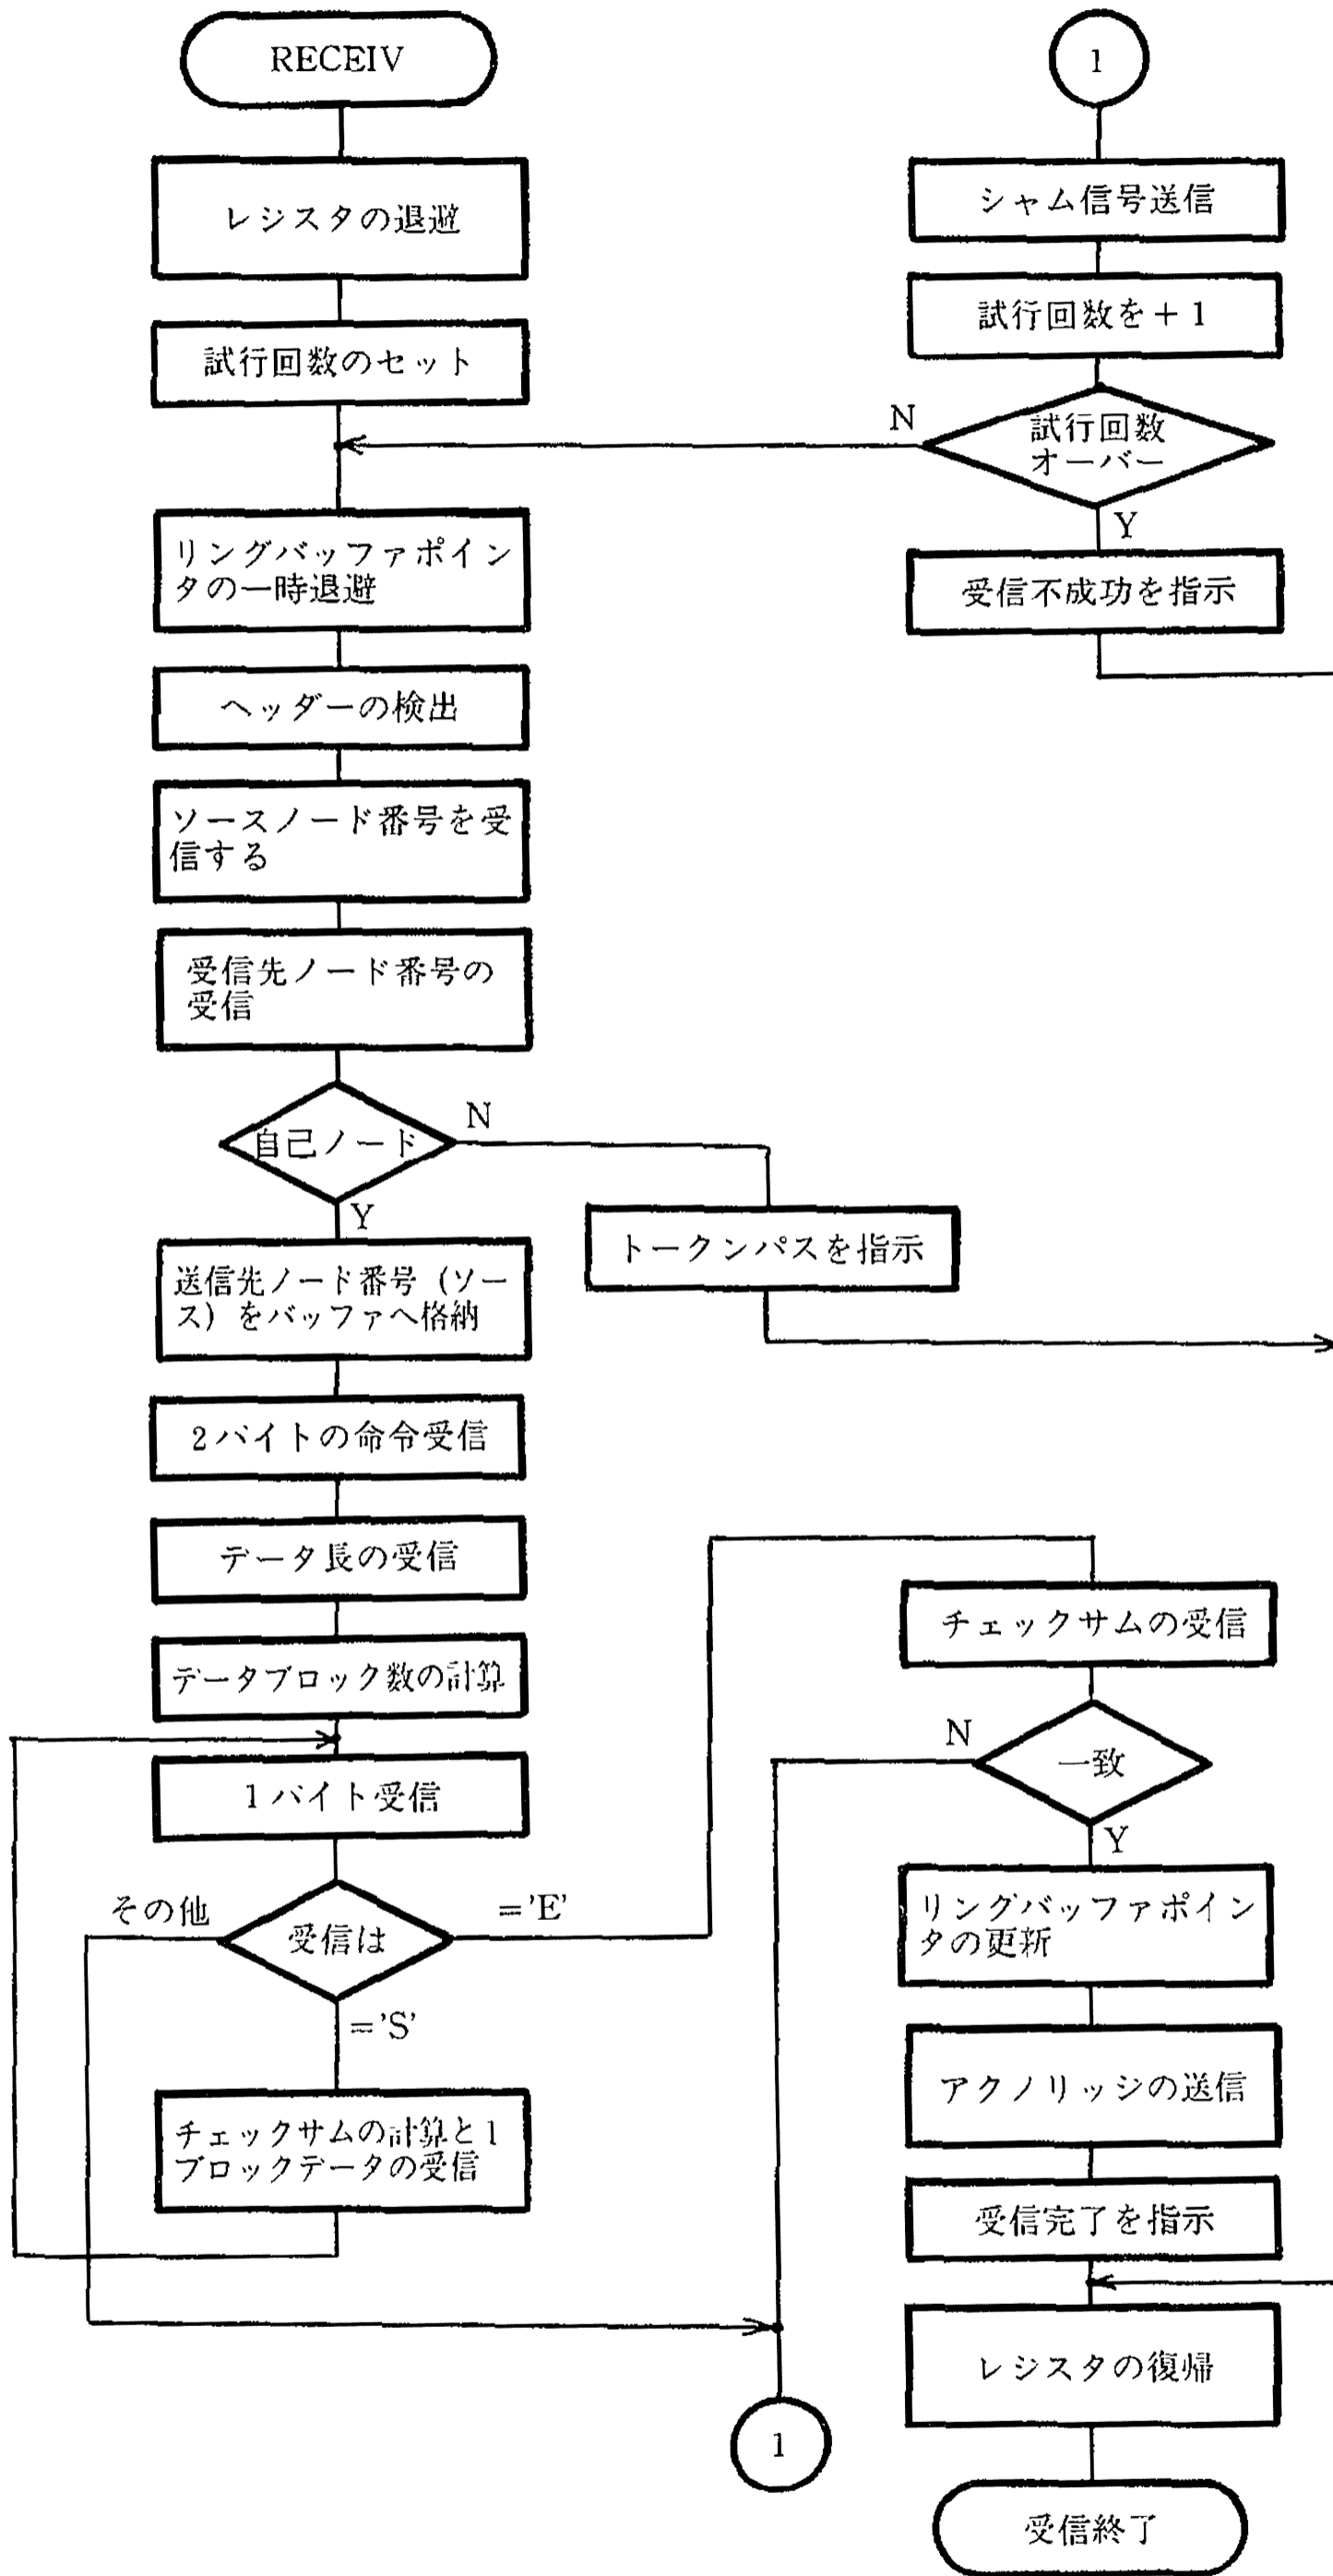 RECEIV
レジスタの退避
試行回数のセット
リングバッファポイン
タの一時退避
ヘッダーの検出
ソースノード番号を受
信する
受信先ノード番号の
受信
自己ノード
N
Y
トークンパスを指示
送信先ノード番号（ソー
ス）をバッファへ格納
2バイトの命令受信
データ長の受信
データブロック数の計算
1バイト受信
受信は
その他
='E'
='S'
チェックサムの計算と1
ブロックデータの受信
1
1
シャム信号送信
試行回数を＋1
試行回数
オーバー
N
Y
受信不成功を指示
チェックサムの受信
一致
N
Y
リングバッファポイン
タの更新
アクノリッジの送信
受信完了を指示
レジスタの復帰
受信終了